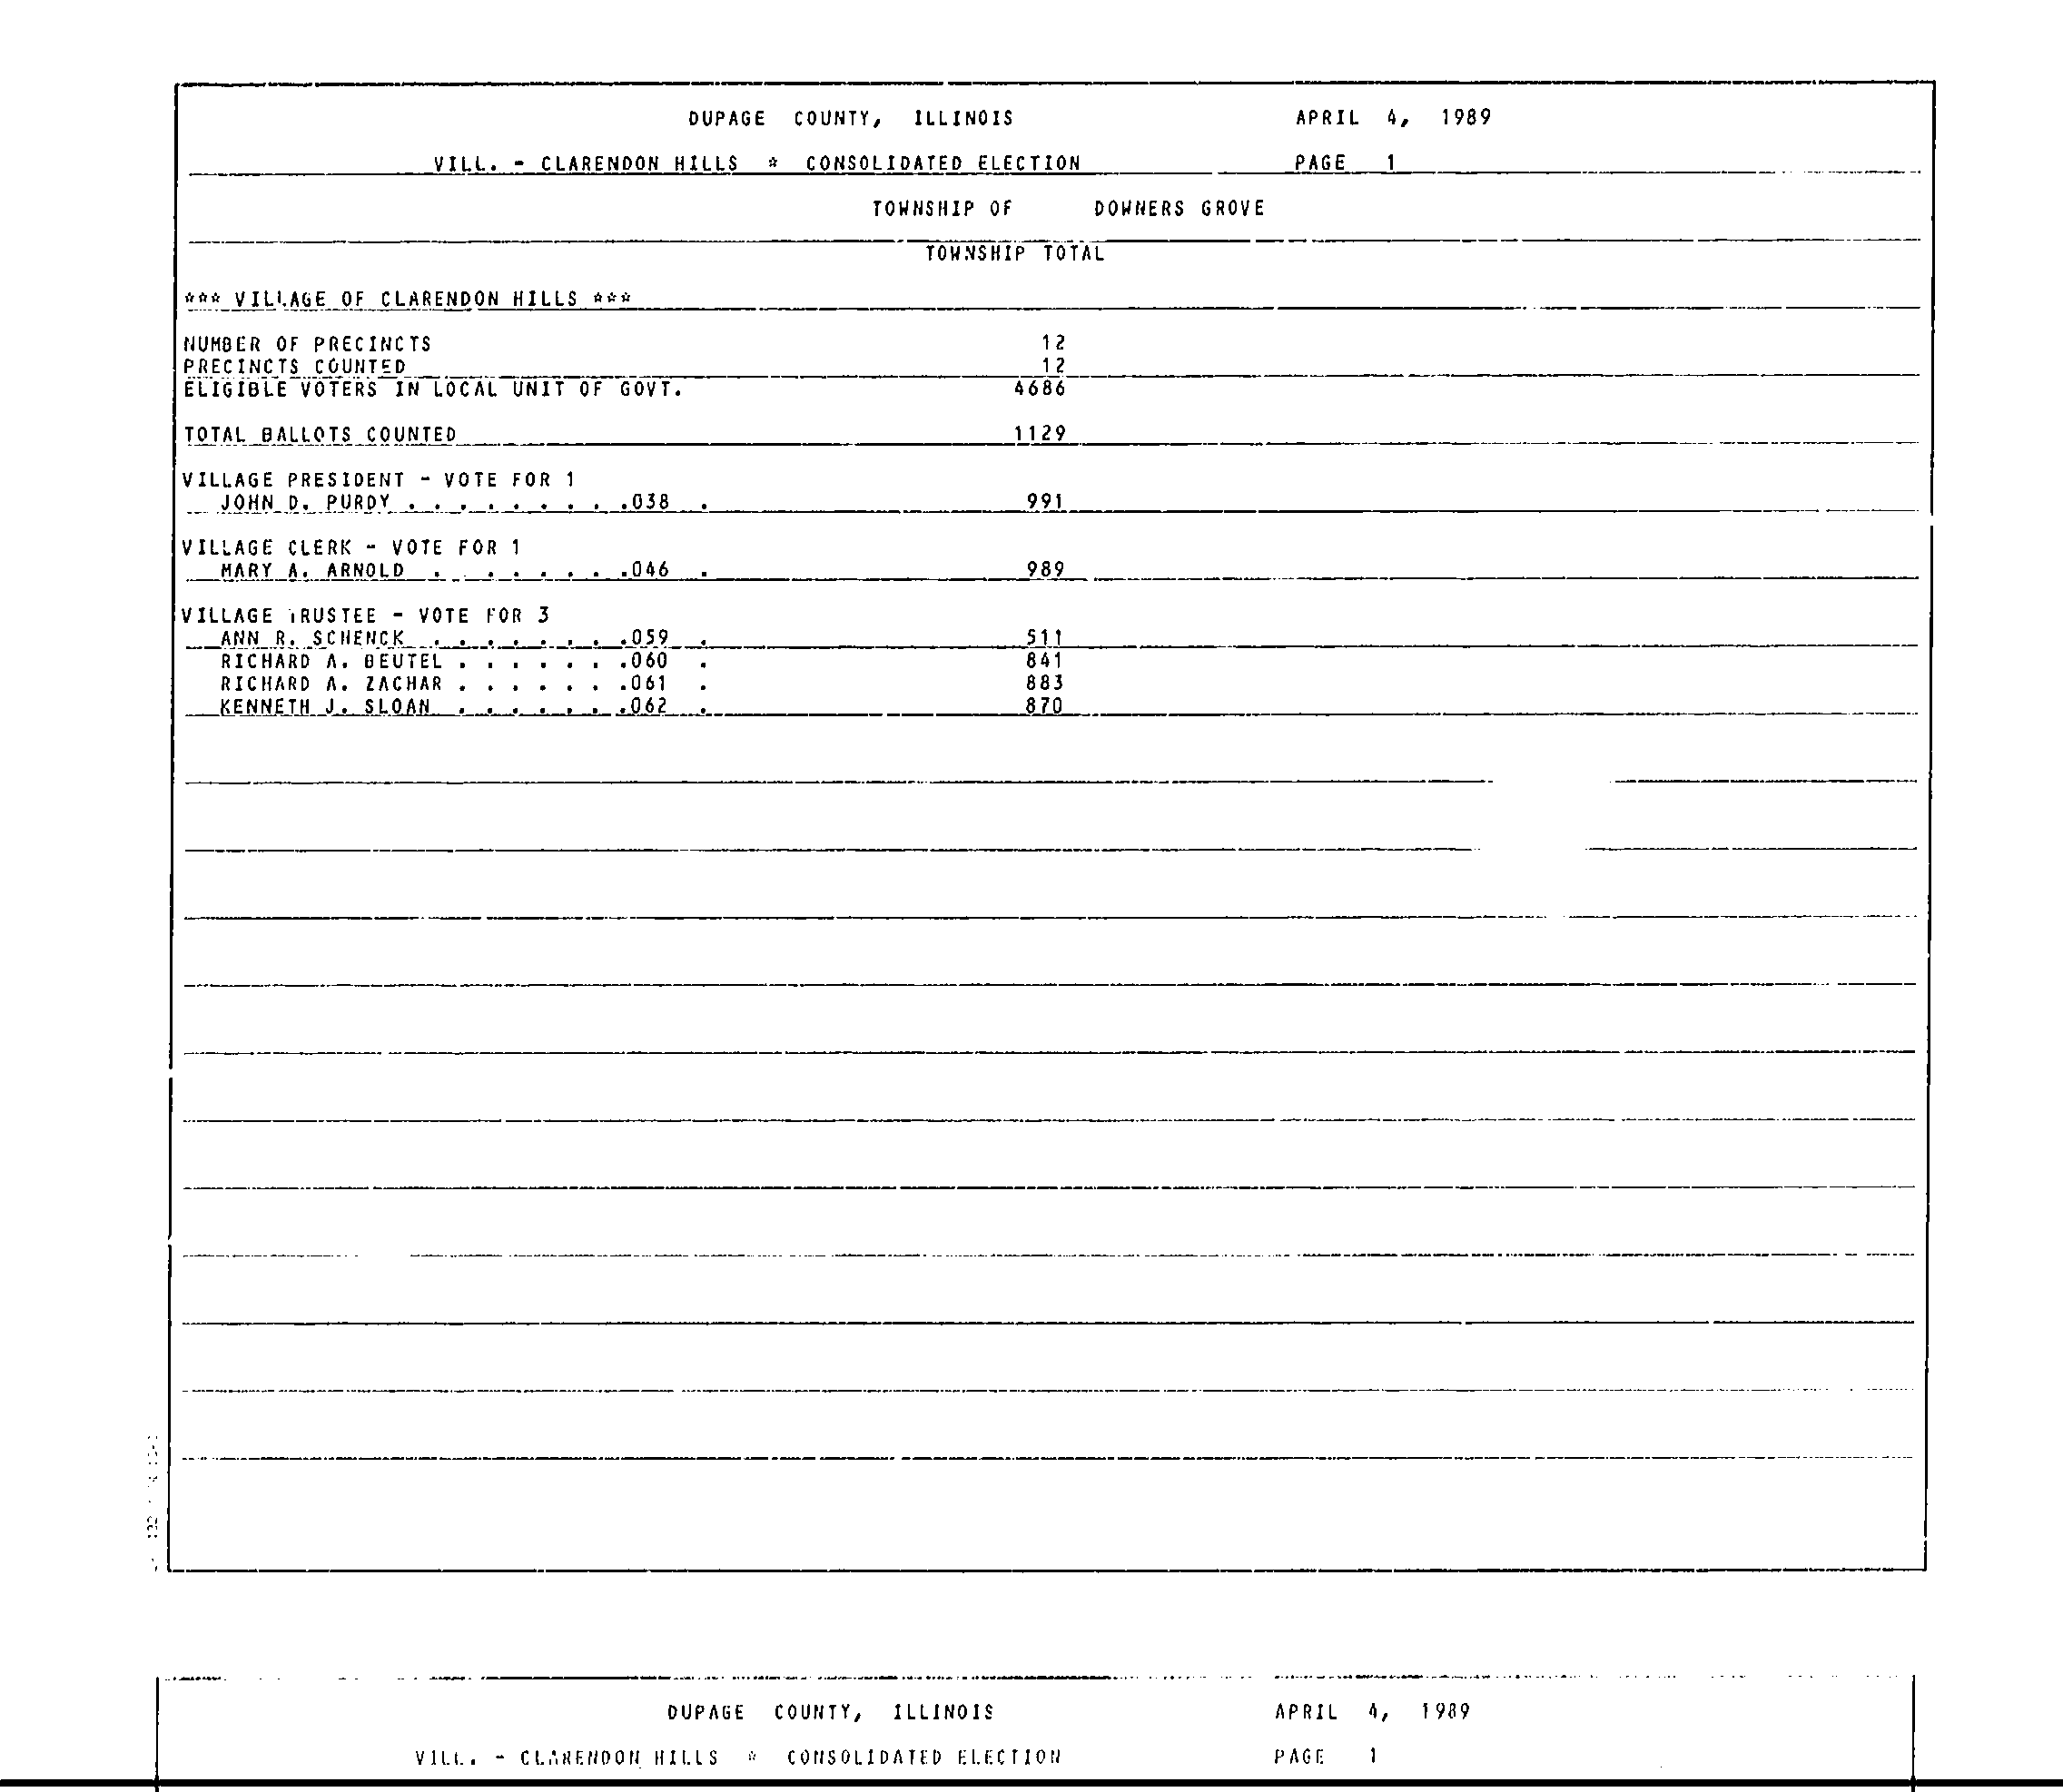 DUPAGE COUNTY, ILLINOIS APRIL 4, 1989
VILL. - CLARENDON HILLS * CONSOLIDATED ELECTION PAGE 1
TOWNSHIP OF DOWNERS GROVE
TOWNSHIP TOTAL
*** VILLAGE OF CLARENDON HILLS ***
NUMBER OF PRECINCTS 12
PRECINCTS COUNTED 12
ELIGIBLE VOTERS IN LOCAL UNIT OF GOVT. 4686
TOTAL BALLOTS COUNTED 1129
VILLAGE PRESIDENT - VOTE FOR 1
JOHN D. PURDY . . . . . . . . .038 . 991
VILLAGE CLERK - VOTE FOR 1
MARY A. ARNOLD . . . . . . . .046 . 989
VILLAGE TRUSTEE - VOTE FOR 3
ANN R. SCHENCK . . . . . . . .059 . 511
RICHARD A. BEUTEL . . . . . . .060 . 841
RICHARD A. ZACHAR . . . . . . .061 . 883
KENNETH J. SLOAN . . . . . . .062 . 870
DUPAGE COUNTY, ILLINOIS APRIL 4, 1989
VILL. - CLARENDON HILLS * CONSOLIDATED ELECTION PAGE 1